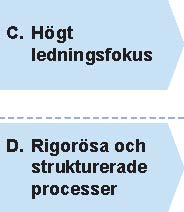 C. Högt
ledningsfokus
D. Rigorösa och
strukturerade
processer